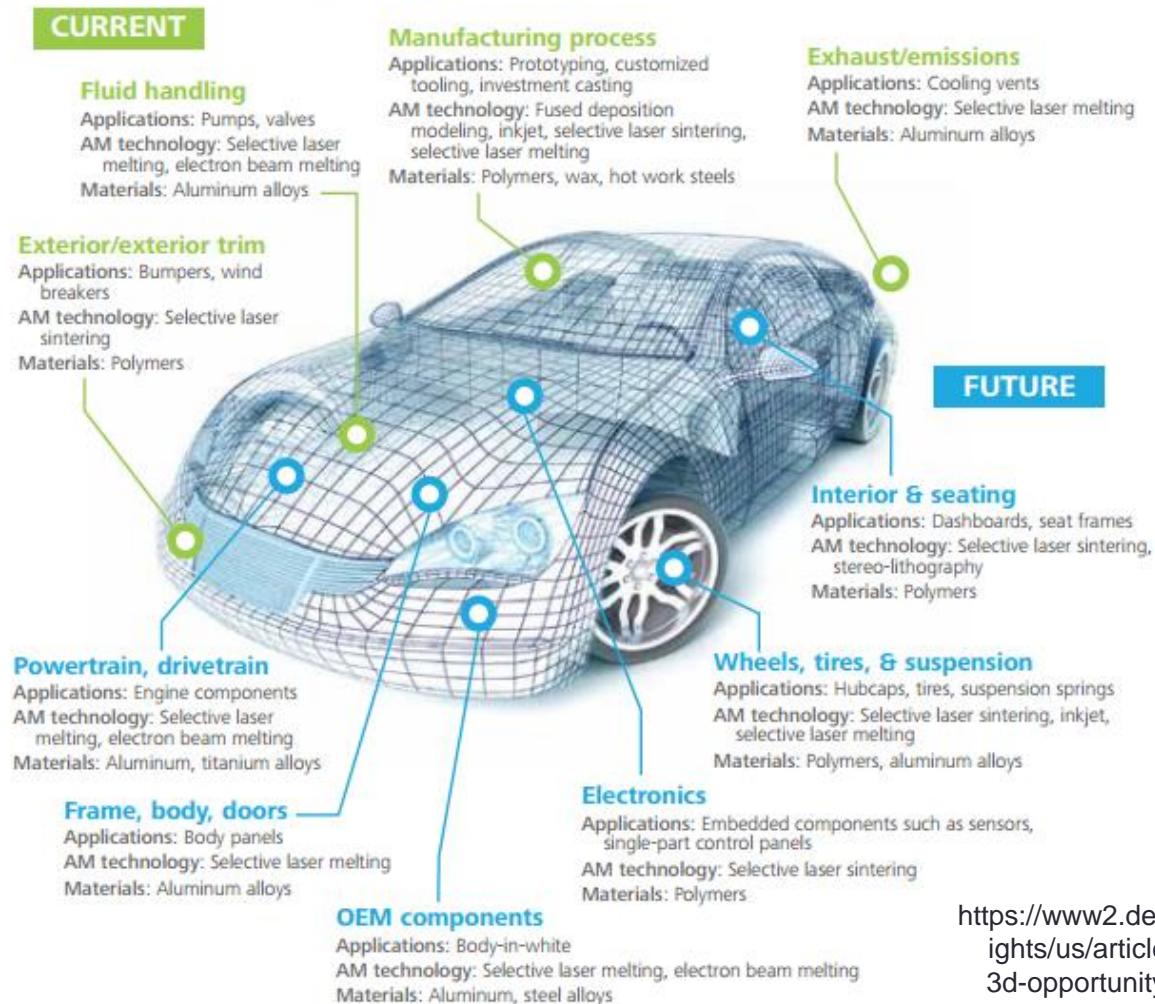 CURRENT
Fluid handling
Applications: Pumps, valves
AM technology: Selective laser
melting, electron beam melting
Materials: Aluminum alloys
Manufacturing process
Applications: Prototyping, customized
tooling, investment casting
AM technology: Fused deposition
modeling, inkjet, selective laser sintering,
selective laser melting
Materials: Polymers, wax, hot work steels
Exhaust/emissions
Applications: Cooling vents
AM technology: Selective laser melting
Materials: Aluminum alloys
Exterior/exterior trim
Applications: Bumpers, wind
breakers
AM technology: Selective laser
sintering
Materials: Polymers
FUTURE
Interior & seating
Applications: Dashboards, seat frames
AM technology: Selective laser sintering,
stereo-lithography
Materials: Polymers
Wheels, tires, & suspension
Applications: Hubcaps, tires, suspension springs
AM technology: Selective laser sintering, inkjet,
selective laser melting
Materials: Polymers, aluminum alloys
Powertrain, drivetrain
Applications: Engine components
AM technology: Selective laser
melting, electron beam melting
Materials: Aluminum, titanium alloys
Frame, body, doors
Applications: Body panels
AM technology: Selective laser melting
Materials: Aluminum alloys
Electronics
Applications: Embedded components such as sensors,
single-part control panels
AM technology: Selective laser sintering
Materials: Polymers
OEM components
Applications: Body-in-white
AM technology: Selective laser melting, electron beam melting
Materials: Aluminum, steel alloys
https://www2.de
ights/us/article
3d-opportunity